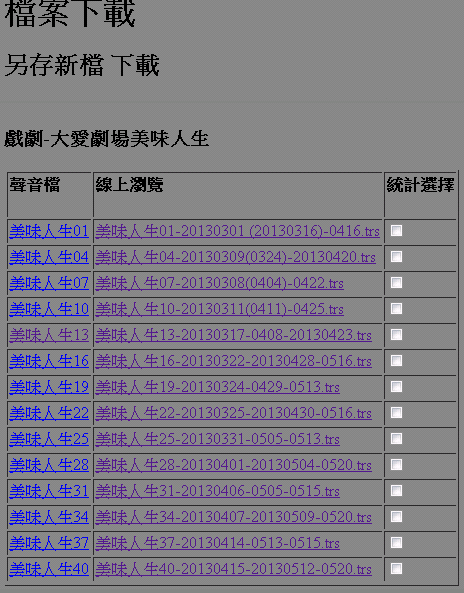 檔案下載
另存新檔 下載
戲劇-大愛劇場美味人生
聲音檔 線上瀏覽 統計選擇
美味人生01 美味人生01-20130301 (20130316)-0416.trs
美味人生04 美味人生04-20130309(0324)-20130420.trs
美味人生07 美味人生07-20130308(0404)-0422.trs
美味人生10 美味人生10-20130311(0411)-0425.trs
美味人生13 美味人生13-20130317-0408-20130423.trs
美味人生16 美味人生16-20130322-20130428-0516.trs
美味人生19 美味人生19-20130324-0429-0513.trs
美味人生22 美味人生22-20130325-20130430-0516.trs
美味人生25 美味人生25-20130331-0505-0513.trs
美味人生28 美味人生28-20130401-20130504-0520.trs
美味人生31 美味人生31-20130406-0505-0515.trs
美味人生34 美味人生34-20130407-20130509-0520.trs
美味人生37 美味人生37-20130414-0513-0515.trs
美味人生40 美味人生40-20130415-20130512-0520.trs